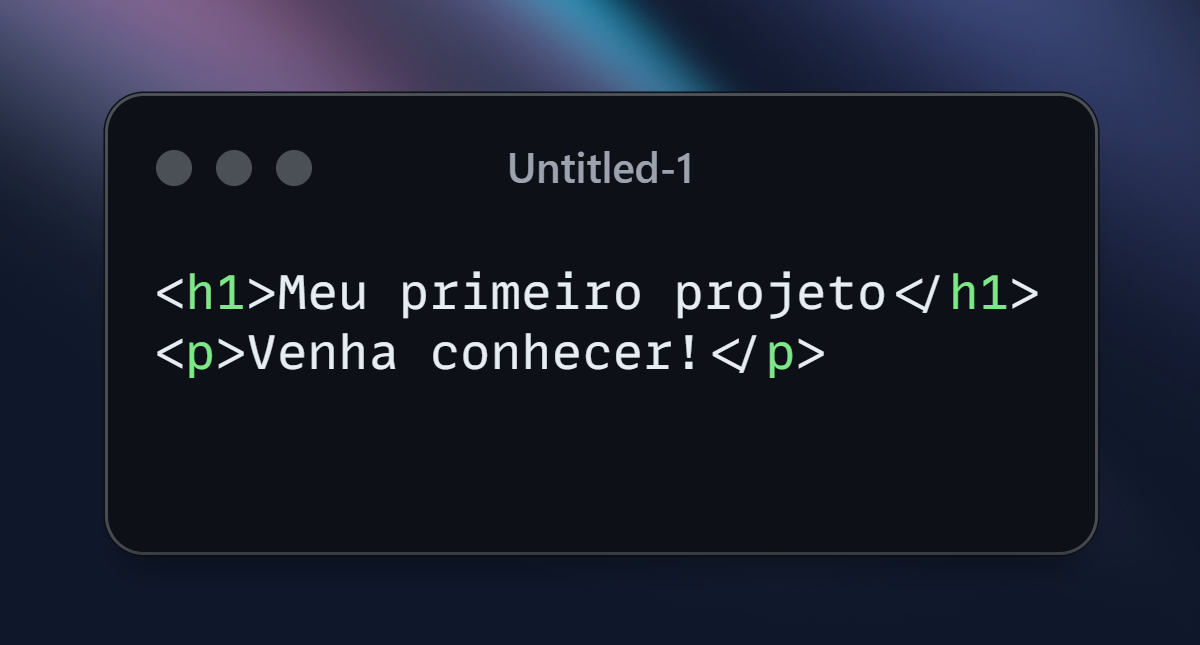 Untitled-1
<h1>Meu primeiro projeto</h1>
<p>Venha conhecer!</p>